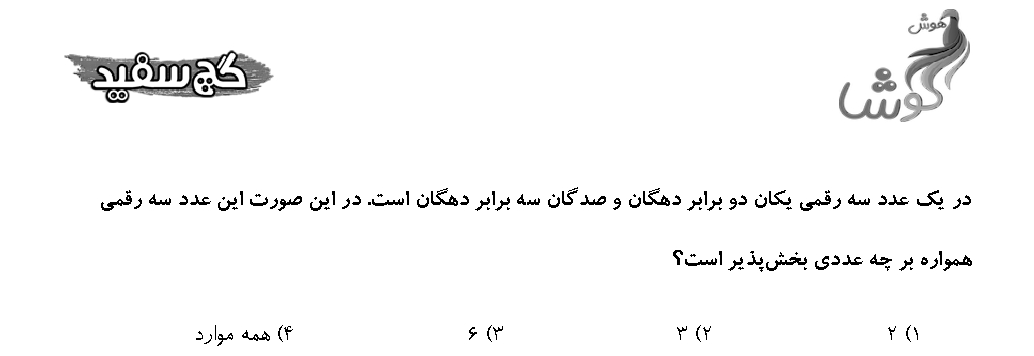 هوش
گوشا
گچ سفید
در یک عدد سه رقمی یکان دو برابر دهگان و صدگان سه برابر دهگان است. در این صورت این عدد سه رقمی
همواره بر چه عددی بخش‌پذیر است؟
۱) ۲ ۲) ۳ ۳) ۶ ۴) همه موارد